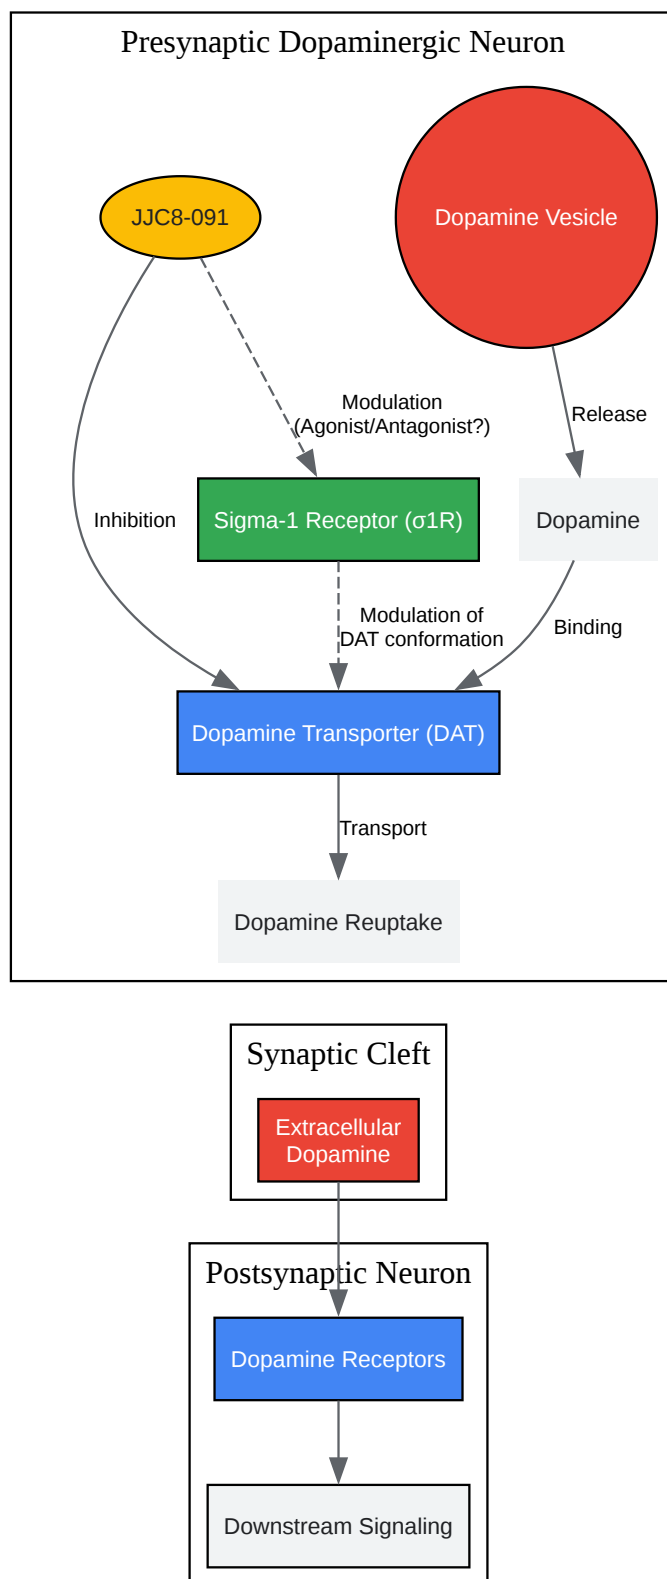 Presynaptic Dopaminergic Neuron
JJC8-091
Dopamine Vesicle
Modulation
(Agonist/Antagonist?)
Release
Inhibition
Sigma-1 Receptor (σ1R)
Dopamine
Modulation of
DAT conformation
Binding
Dopamine Transporter (DAT)
Transport
Dopamine Reuptake
Synaptic Cleft
Extracellular
Dopamine
Postsynaptic Neuron
Dopamine Receptors
Downstream Signaling